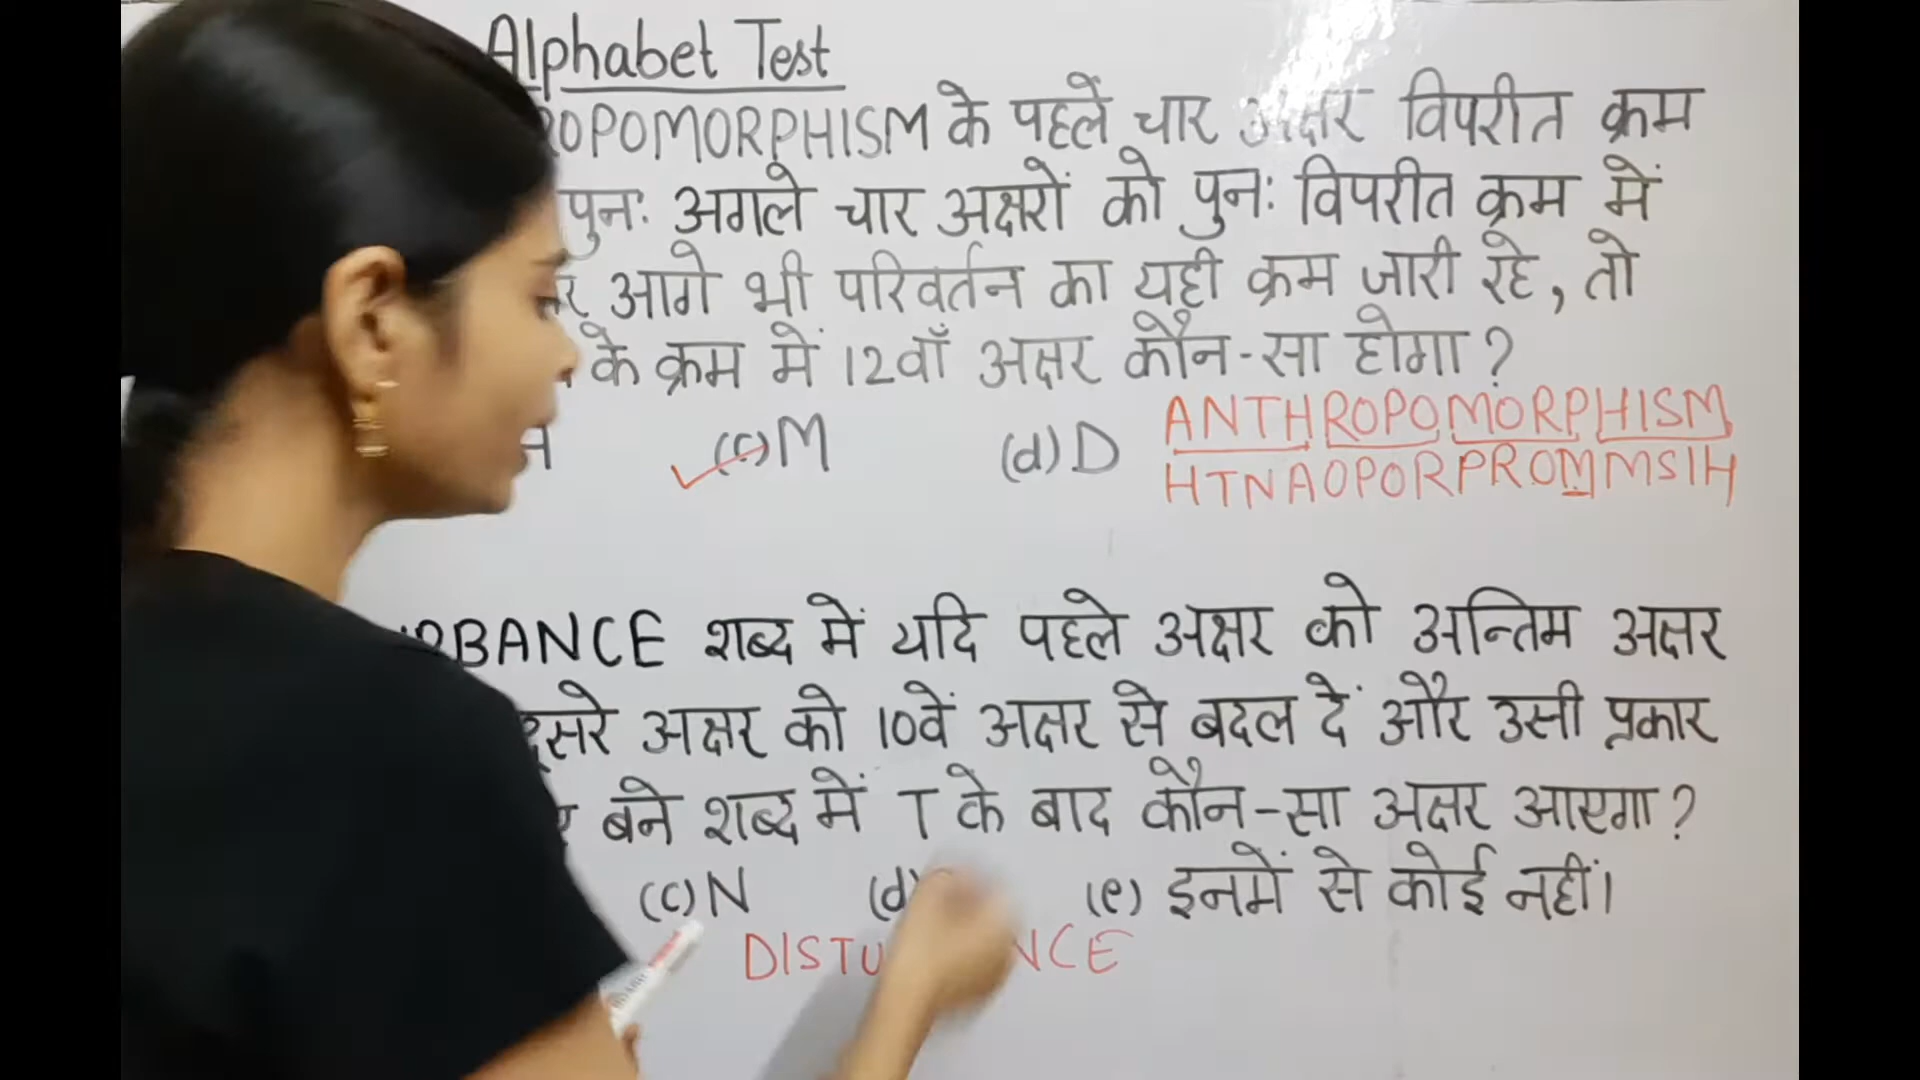 Alphabet Test
ROPOMORPHISM के पहले चार अक्षर विपरीत क्रम
पुनः अगले चार अक्षरों को पुनः विपरीत क्रम में
आगे भी परिवर्तन का यही क्रम जारी रहे, तो
के क्रम में 12वाँ अक्षर कौन-सा होगा?
(c) M (d) D
ANTHROPOMORPHISM
HTNAOPORPROMMSIH
RBANCE शब्द में यदि पहले अक्षर को अन्तिम अक्षर
दूसरे अक्षर को 10वें अक्षर से बदल दें और उसी प्रकार
बने शब्द में T के बाद कौन-सा अक्षर आएगा?
(c) N (d) (e) इनमें से कोई नहीं।
DISTU NCE